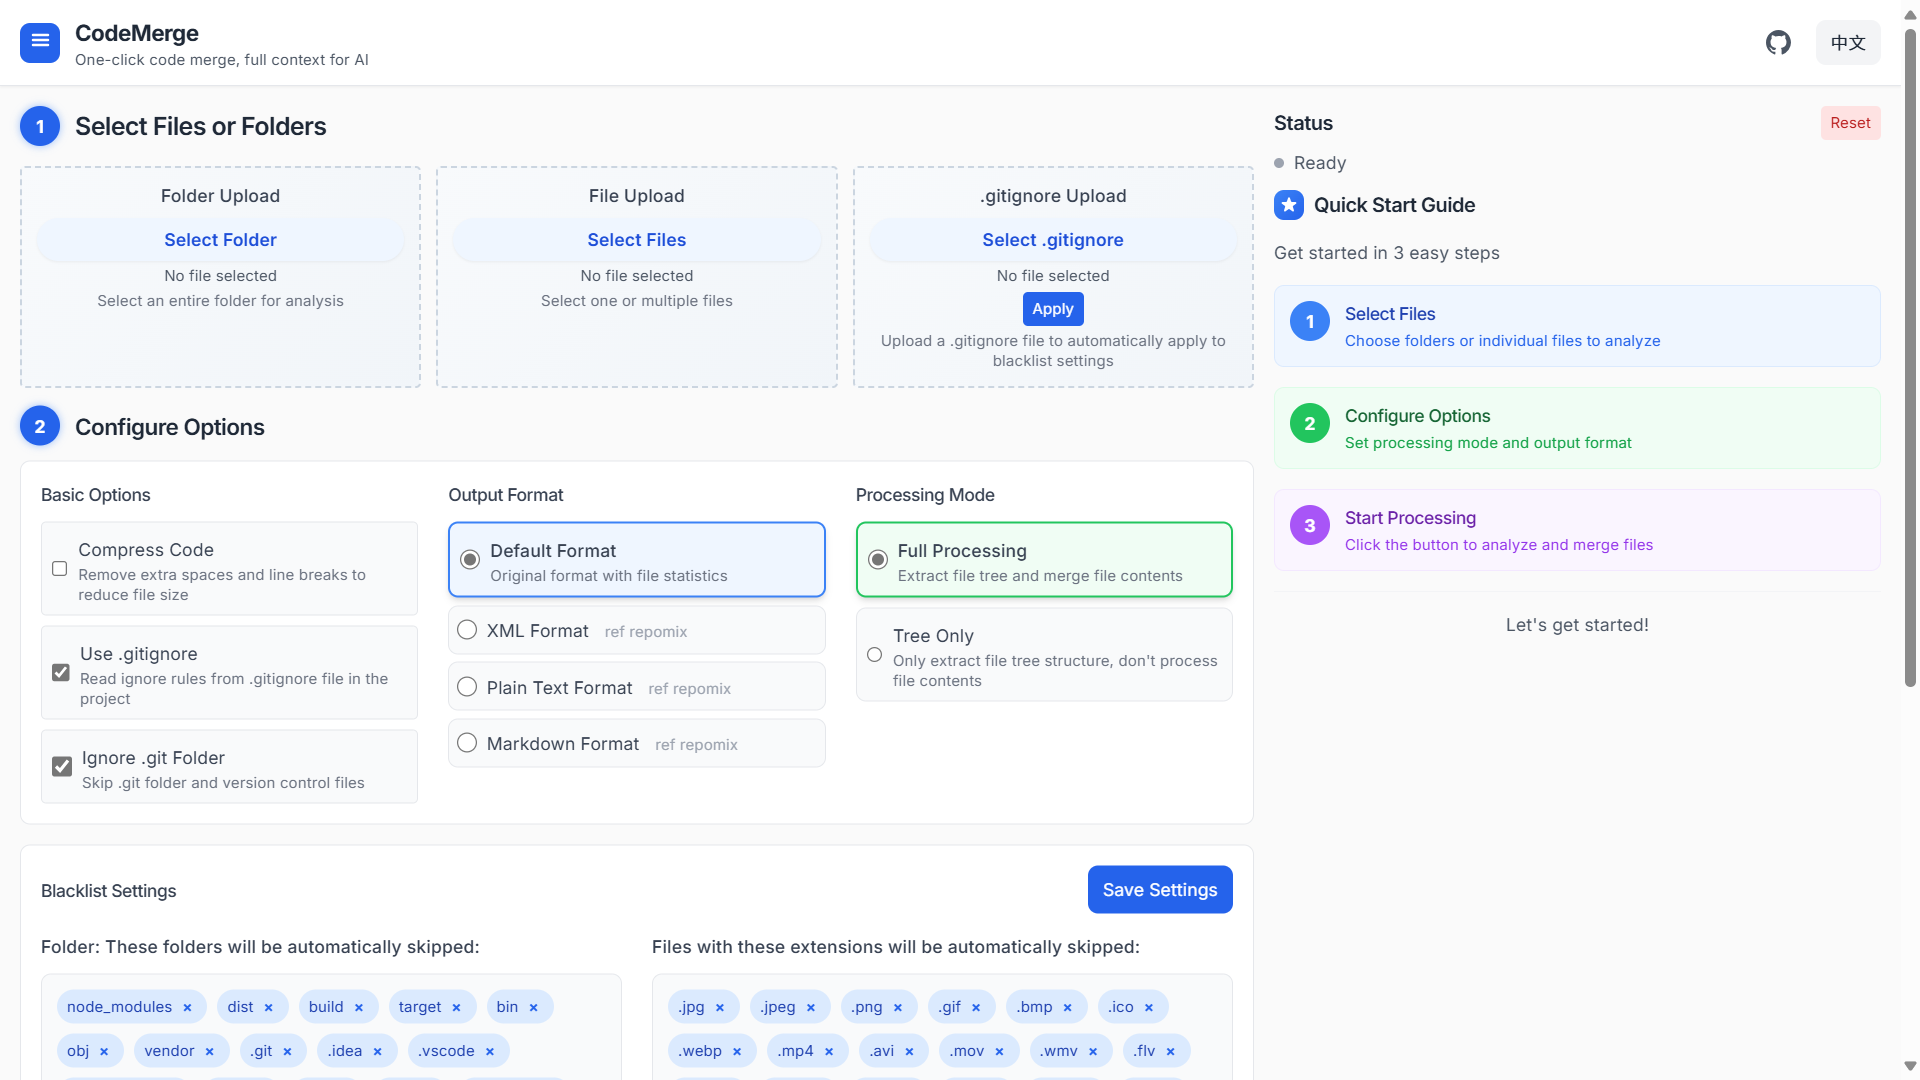 CodeMerge
One-click code merge, full context for AI
中文
1
Select Files or Folders
Folder Upload
Select Folder
No file selected
Select an entire folder for analysis
File Upload
Select Files
No file selected
Select one or multiple files
.gitignore Upload
Select .gitignore
No file selected
Apply
Upload a .gitignore file to automatically apply to
blacklist settings
2
Configure Options
Basic Options
Compress Code
Remove extra spaces and line breaks to
reduce file size
Use .gitignore
Read ignore rules from .gitignore file in the
project
Ignore .git Folder
Skip .git folder and version control files
Output Format
Default Format
Original format with file statistics
XML Format ref repomix
Plain Text Format ref repomix
Markdown Format ref repomix
Processing Mode
Full Processing
Extract file tree and merge file contents
Tree Only
Only extract file tree structure, don't process
file contents
Blacklist Settings
Save Settings
Folder: These folders will be automatically skipped:
node_modules × dist × build × target × bin ×
obj × vendor × .git × .idea × .vscode ×
Files with these extensions will be automatically skipped:
.jpg × .jpeg × .png × .gif × .bmp × .ico ×
.webp × .mp4 × .avi × .mov × .wmv × .flv ×
Status
Reset
Ready
Quick Start Guide
Get started in 3 easy steps
1
Select Files
Choose folders or individual files to analyze
2
Configure Options
Set processing mode and output format
3
Start Processing
Click the button to analyze and merge files
Let's get started!